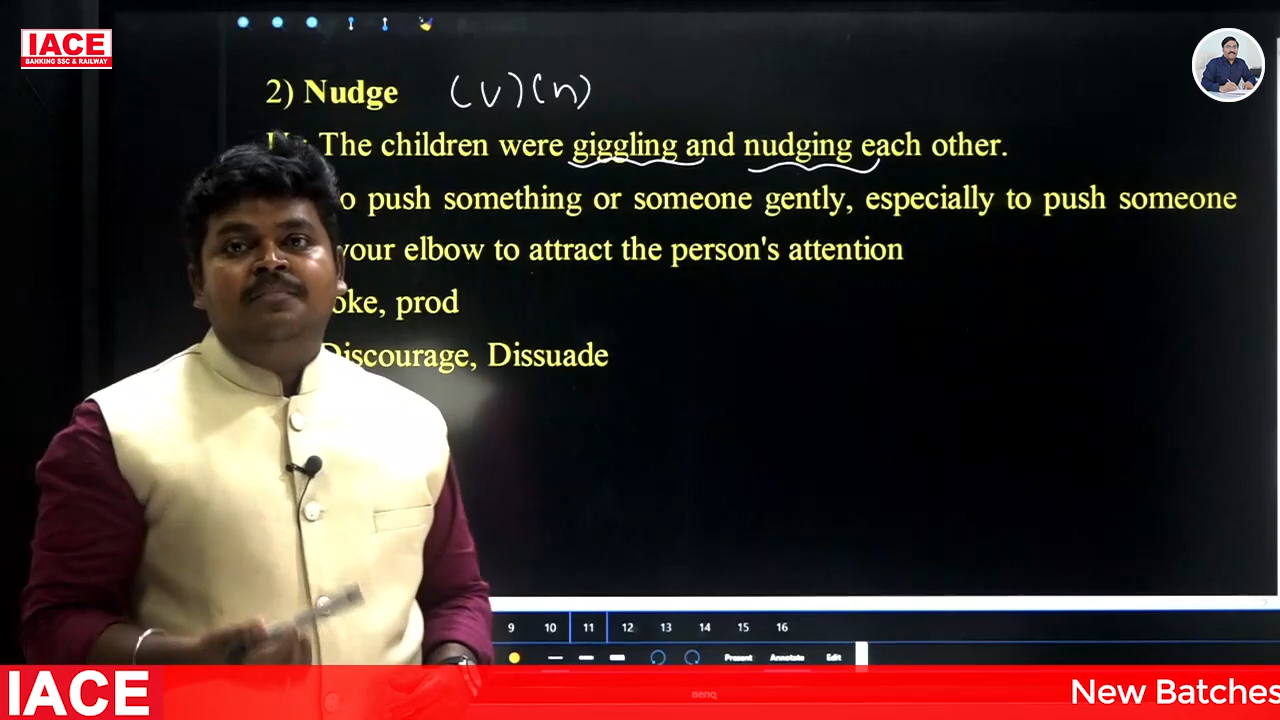 IACE
BANKING SSC & RAILWAY
2) Nudge (v) (n)
The children were giggling and nudging each other.
push something or someone gently, especially to push someone
your elbow to attract the person's attention
prod
Discourage, Dissuade
9 10 11 12 13 14 15 16
Present Annotate Edit
BenQ
IACE
New Batches